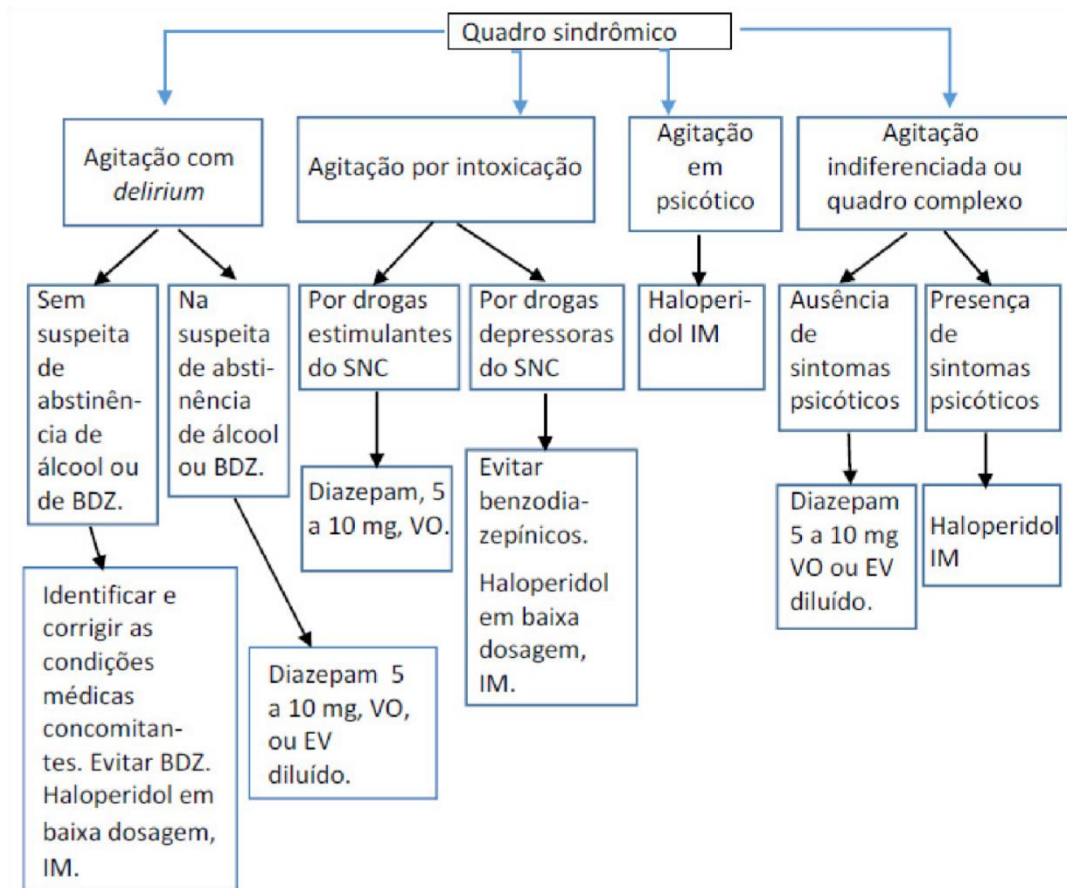 Quadro sindrômico
Agitação com
delirium
Agitação por intoxicação
Agitação
em
psicótico
Agitação
indiferenciada ou
quadro complexo
Sem
suspeita
de
abstinên-
cia de
álcool ou
de BDZ.
Na
suspeita
de absti-
nência
de álcool
ou BDZ.
Por drogas
estimulantes
do SNC
Por drogas
depressoras
do SNC
Haloperi-
dol IM
Ausência
de
sintomas
psicóticos
Presença
de
sintomas
psicóticos
Identificar e
corrigir as
condições
médicas
concomitan-
tes. Evitar BDZ.
Haloperidol em
baixa dosagem,
IM.
Diazepam 5
a 10 mg, VO,
ou EV
diluído.
Diazepam, 5
a 10 mg, VO.
Evitar
benzodia-
zepínicos.
Haloperidol
em baixa
dosagem,
IM.
Diazepam
5 a 10 mg
VO ou EV
diluído.
Haloperidol
IM